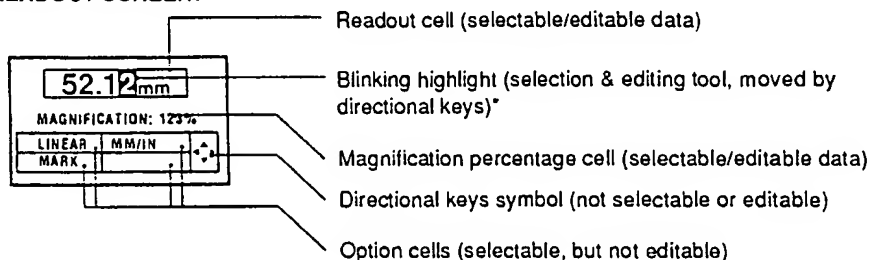 Readout cell (selectable/editable data)
52.12mm
Blinking highlight (selection & editing tool, moved by
directional keys)*
MAGNIFICATION: 123%
LINEAR MM/IN
MARK
Magnification percentage cell (selectable/editable data)
Directional keys symbol (not selectable or editable)
Option cells (selectable, but not editable)